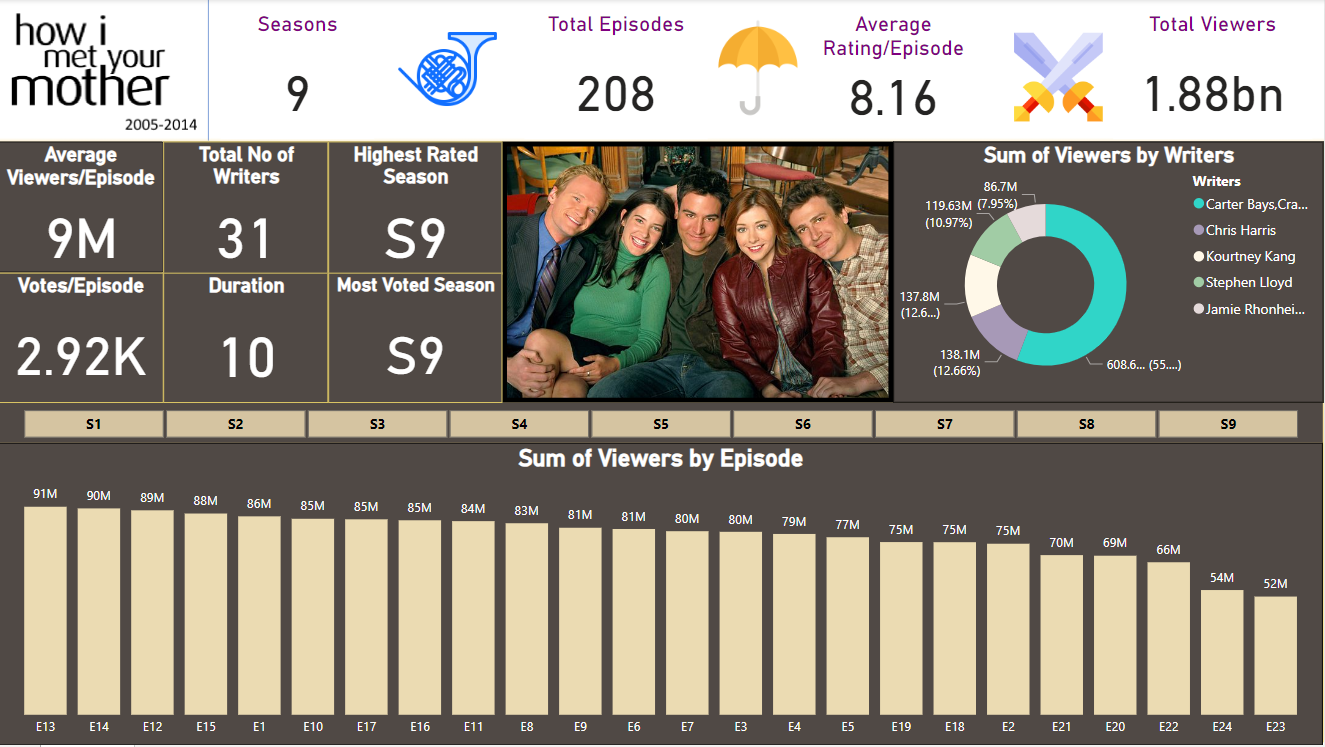 how i
met your
mother
2005-2014
Seasons
9
Total Episodes
208
Average
Rating/Episode
8.16
Total Viewers
1.88bn
Average
Viewers/Episode
9M
Total No of
Writers
31
Highest Rated
Season
S9
Votes/Episode
2.92K
Duration
10
Most Voted Season
S9
Sum of Viewers by Writers
86.7M
(7.95%)
119.63M
(10.97%)
137.8M
(12.6...)
138.1M
(12.66%)
608.6... (55....)
Writers
Carter Bays,Cra...
Chris Harris
Kourtney Kang
Stephen Lloyd
Jamie Rhonhei...
S1 S2 S3 S4 S5 S6 S7 S8 S9
Sum of Viewers by Episode
91M 90M 89M 88M 86M 85M 85M 85M 84M 83M 81M 81M 80M 80M 79M 77M 75M 75M 75M 70M 69M 66M 54M 52M
E13 E14 E12 E15 E1 E10 E17 E16 E11 E8 E9 E6 E7 E3 E4 E5 E19 E18 E2 E21 E20 E22 E24 E23